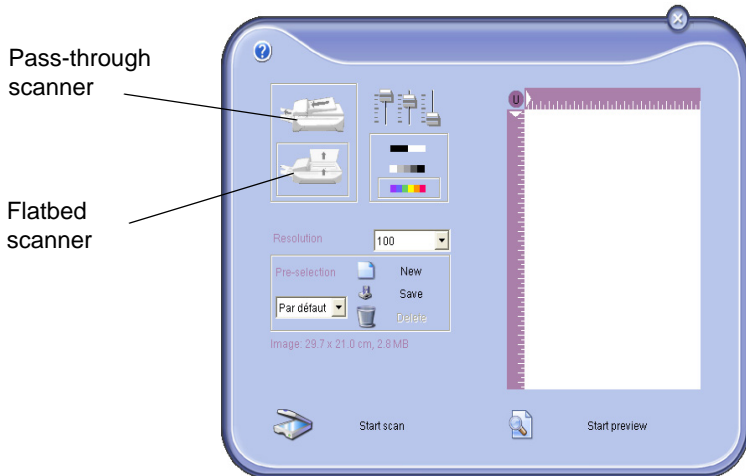 Pass-through
scanner
Flatbed
scanner
?
U
Resolution
100
Pre-selection
New
Save
Par défaut
Delete
Image: 29.7 x 21.0 cm, 2.8 MB
Start scan
Start preview